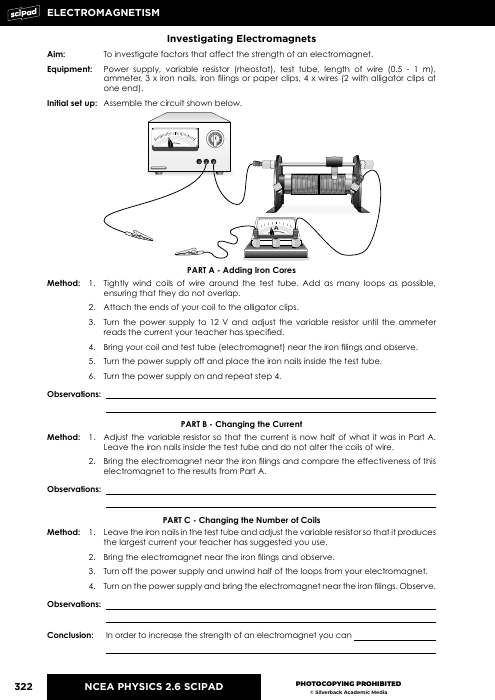 scipad ELECTROMAGNETISM
Investigating Electromagnets
Aim: To investigate factors that affect the strength of an electromagnet.
Equipment: Power supply, variable resistor (rheostat), test tube, length of wire (0.5 - 1 m),
ammeter, 3 x iron nails, iron filings or paper clips, 4 x wires (2 with alligator clips at
one end).
Initial set up: Assemble the circuit shown below.
A
PART A - Adding Iron Cores
Method: 1. Tightly wind coils of wire around the test tube. Add as many loops as possible,
ensuring that they do not overlap.
2. Attach the ends of your coil to the alligator clips.
3. Turn the power supply to 12 V and adjust the variable resistor until the ammeter
reads the current your teacher has specified.
4. Bring your coil and test tube (electromagnet) near the iron filings and observe.
5. Turn the power supply off and place the iron nails inside the test tube.
6. Turn the power supply on and repeat step 4.
Observations:
PART B - Changing the Current
Method: 1. Adjust the variable resistor so that the current is now half of what it was in Part A.
Leave the iron nails inside the test tube and do not alter the coils of wire.
2. Bring the electromagnet near the iron filings and compare the effectiveness of this
electromagnet to the results from Part A.
Observations:
PART C - Changing the Number of Coils
Method: 1. Leave the iron nails in the test tube and adjust the variable resistor so that it produces
the largest current your teacher has suggested you use.
2. Bring the electromagnet near the iron filings and observe.
3. Turn off the power supply and unwind half of the loops from your electromagnet.
4. Turn on the power supply and bring the electromagnet near the iron filings. Observe.
Observations:
Conclusion: In order to increase the strength of an electromagnet you can
322 NCEA PHYSICS 2.6 SCIPAD PHOTOCOPYING PROHIBITED
© Silverback Academic Media